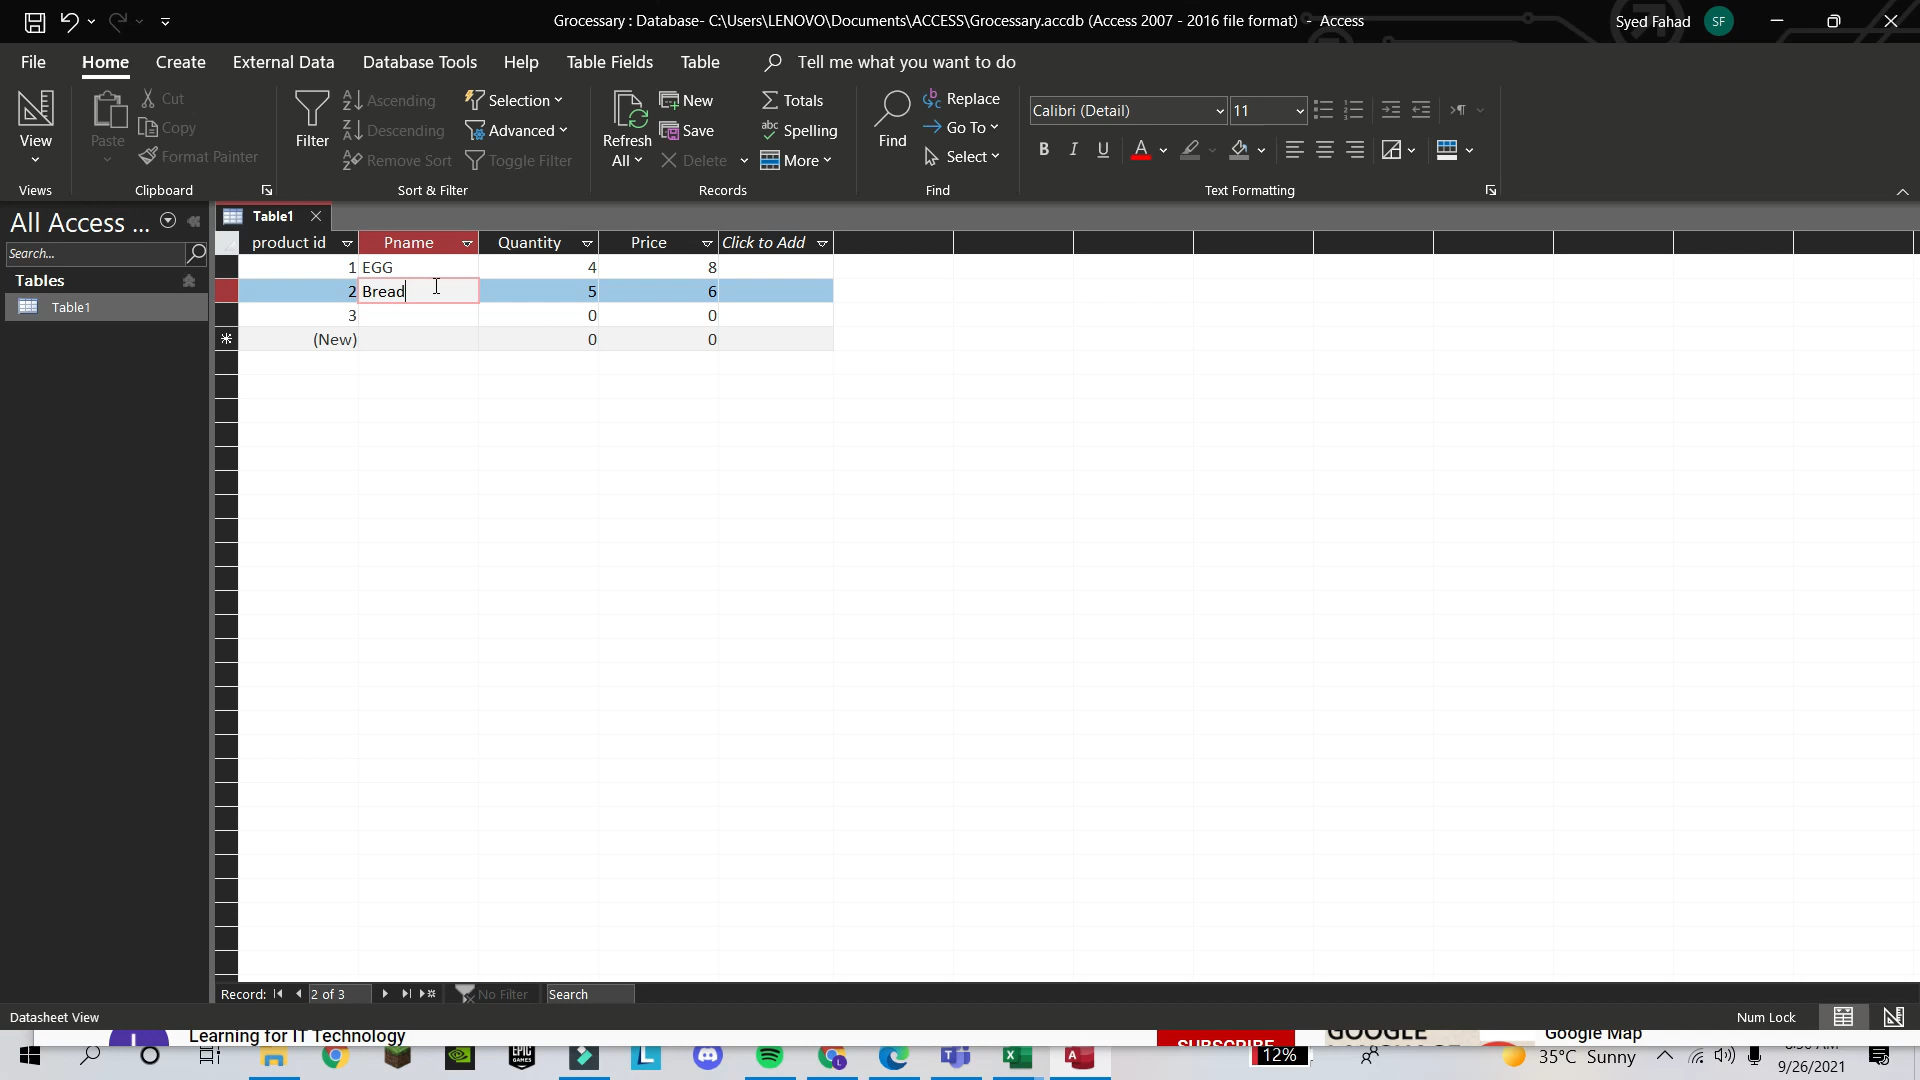 Grocessary : Database- C:\Users\LENOVO\Documents\ACCESS\Grocessary.accdb (Access 2007 - 2016 file format) - Access
Syed Fahad SF
File Home Create External Data Database Tools Help Table Fields Table Tell me what you want to do
View
Views
Paste
Cut
Copy
Format Painter
Clipboard
Filter
Ascending
Descending
Remove Sort
Selection
Advanced
Toggle Filter
Sort & Filter
Refresh
All
New
Save
Delete
Totals
Spelling
More
Records
Find
Replace
Go To
Select
Find
Calibri (Detail) 11
B I U A
Text Formatting
All Access ...
Search...
Tables
Table1
Table1
product id Pname Quantity Price Click to Add
1 EGG 4 8
2 Bread 5 6
3 0 0
(New) 0 0
Record: 2 of 3 No Filter Search
Datasheet View
Num Lock
Learning for IT Technology
SUBSCRIBE
GOOGLE
Google Map
EPIC GAMES
L
12%
35°C Sunny
9/26/2021